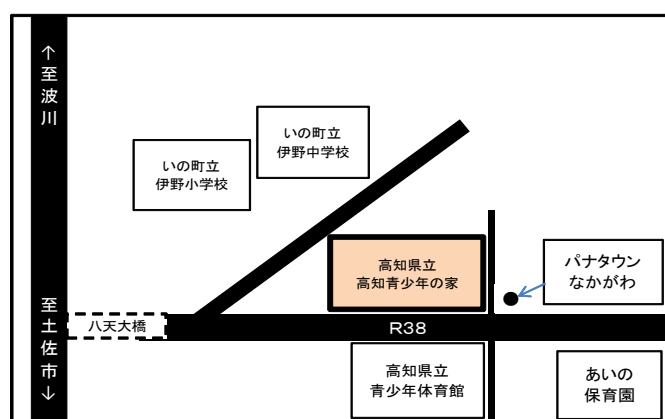 ↑至波川
至土佐市↓
いの町立
伊野中学校
いの町立
伊野小学校
高知県立
高知青少年の家
パナタウン
なかがわ
八天大橋
R38
高知県立
青少年体育館
あいの
保育園